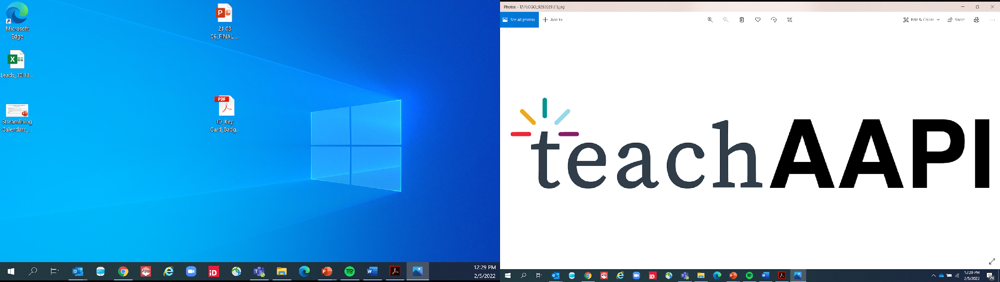 Microsoft
Edge
21 08
06_FINAL ...
Leads_10.31...
Streamlining
Calendars_...
PDF
ID_Key
Card_Badg...
12:29 PM
2/5/2022
Photos - TAPLOGO_9292021 (1).jpg
See all photos
Add to
Edit & Create
Share
teachAAPI
12:29 PM
2/5/2022
20